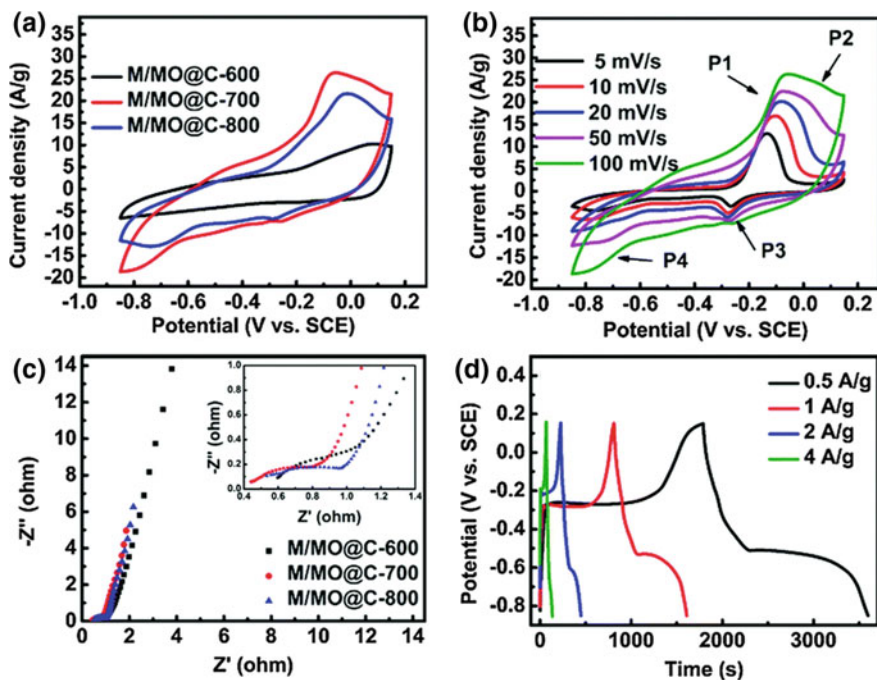 (a)
M/MO@C-600
M/MO@C-700
M/MO@C-800
Current density (A/g)
35
30
25
20
15
10
5
0
-5
-10
-15
-20
-1.0 -0.8 -0.6 -0.4 -0.2 0.0 0.2
Potential (V vs. SCE)
(b)
5 mV/s
10 mV/s
20 mV/s
50 mV/s
100 mV/s
P1
P2
P3
P4
Current density (A/g)
35
30
25
20
15
10
5
0
-5
-10
-15
-20
-1.0 -0.8 -0.6 -0.4 -0.2 0.0 0.2
Potential (V vs. SCE)
(c)
-Z'' (ohm)
14
12
10
8
6
4
2
0
0 2 4 6 8 10 12 14
Z' (ohm)
-Z'' (ohm)
1.0
0.8
0.6
0.4
0.2
0.0
0.4 0.6 0.8 1.0 1.2 1.4
Z' (ohm)
M/MO@C-600
M/MO@C-700
M/MO@C-800
(d)
0.5 A/g
1 A/g
2 A/g
4 A/g
Potential (V vs. SCE)
0.4
0.2
0.0
-0.2
-0.4
-0.6
-0.8
0 1000 2000 3000
Time (s)